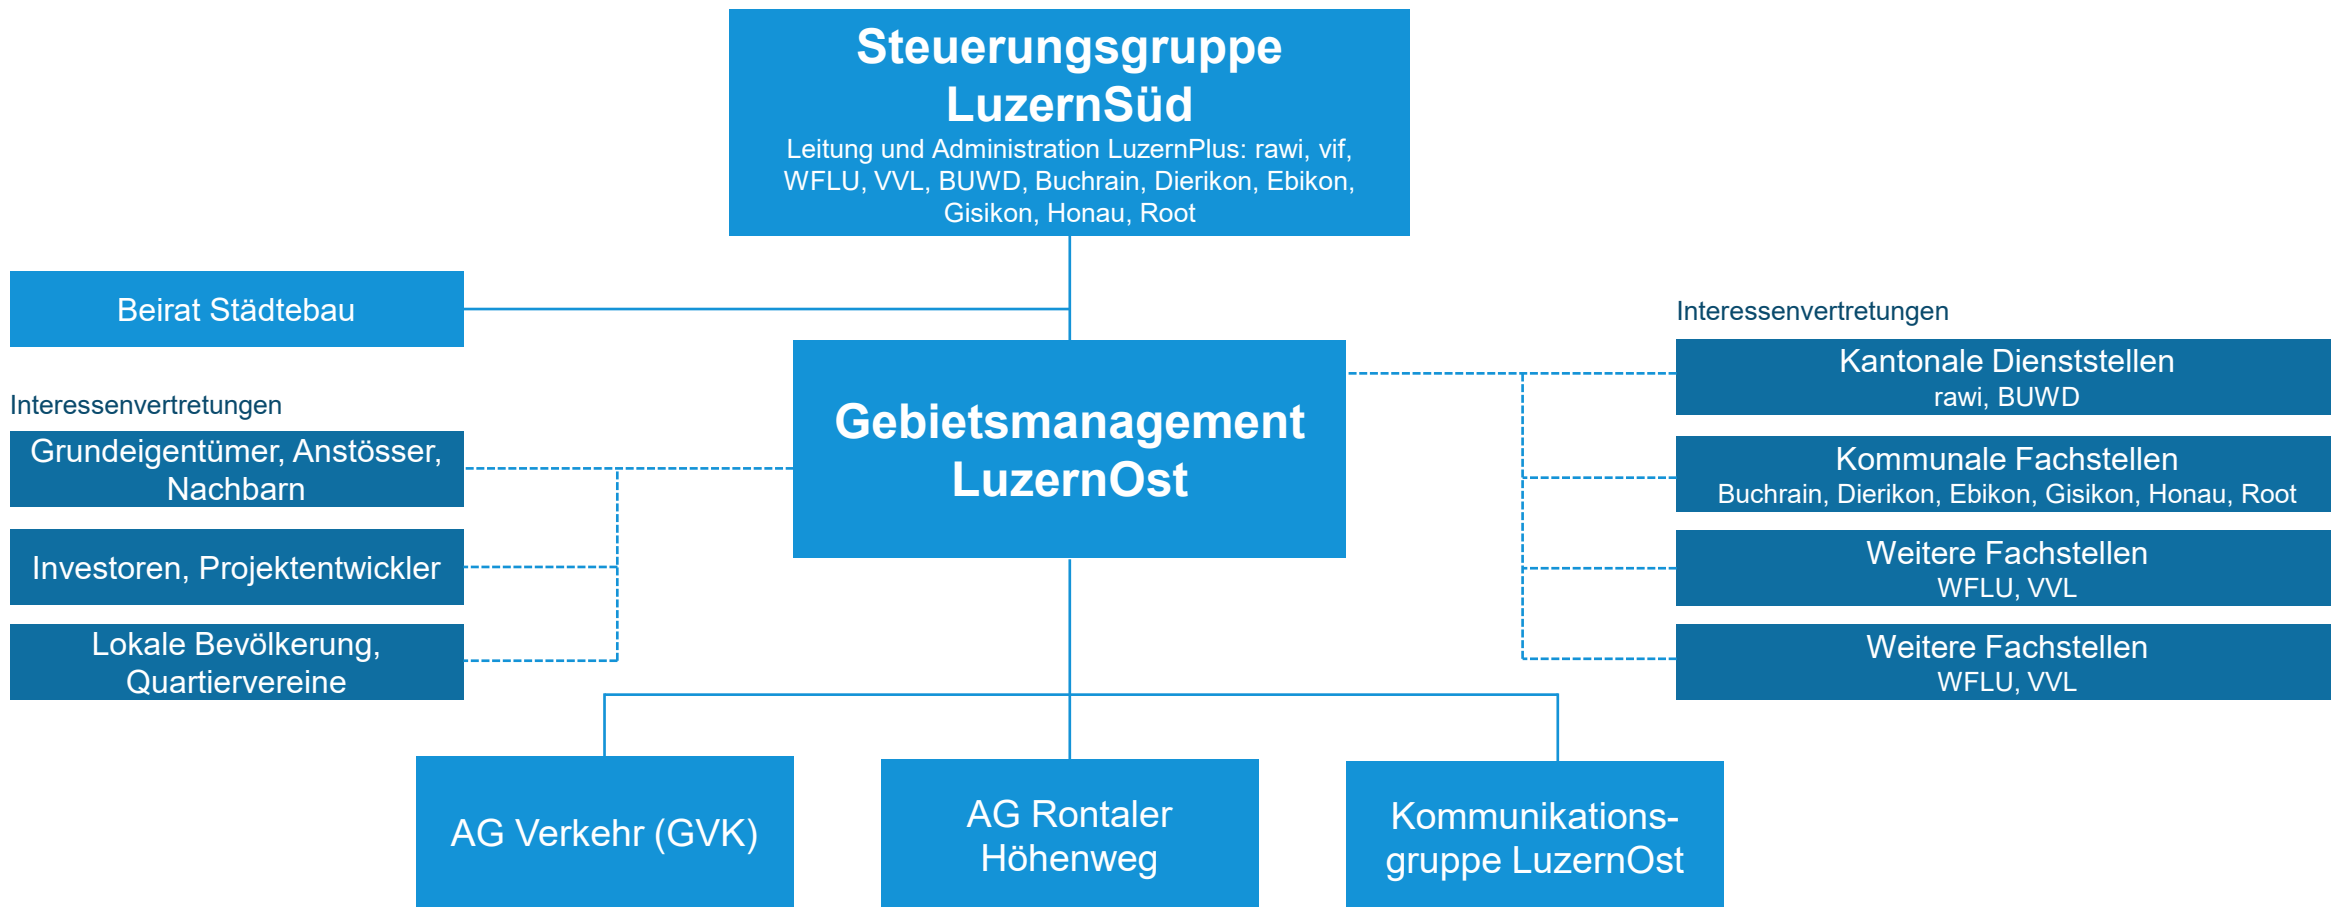 Steuerungsgruppe
LuzernSüd
Leitung und Administration LuzernPlus: rawi, vif,
WFLU, VVL, BUWD, Buchrain, Dierikon, Ebikon,
Gisikon, Honau, Root
Beirat Städtebau
Interessenvertretungen
Grundeigentümer, Anstösser,
Nachbarn
Investoren, Projektentwickler
Lokale Bevölkerung,
Quartiervereine
Gebietsmanagement
LuzernOst
Interessenvertretungen
Kantonale Dienststellen
rawi, BUWD
Kommunale Fachstellen
Buchrain, Dierikon, Ebikon, Gisikon, Honau, Root
Weitere Fachstellen
WFLU, VVL
Weitere Fachstellen
WFLU, VVL
AG Verkehr (GVK)
AG Rontaler
Höhenweg
Kommunikations-
gruppe LuzernOst